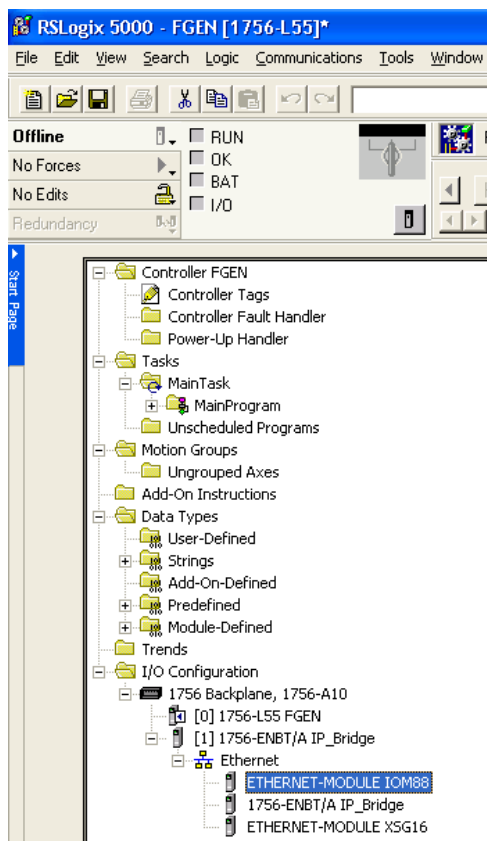 RSLogix 5000 - FGEN [1756-L55]*
File Edit View Search Logic Communications Tools Window
Offline
RUN
No Forces
OK
No Edits
BAT
Redundancy
I/O
Start Page
Controller FGEN
Controller Tags
Controller Fault Handler
Power-Up Handler
Tasks
MainTask
MainProgram
Unscheduled Programs
Motion Groups
Ungrouped Axes
Add-On Instructions
Data Types
User-Defined
Strings
Add-On-Defined
Predefined
Module-Defined
Trends
I/O Configuration
1756 Backplane, 1756-A10
[0] 1756-L55 FGEN
[1] 1756-ENBT/A IP_Bridge
Ethernet
ETHERNET-MODULE IOM88
1756-ENBT/A IP_Bridge
ETHERNET-MODULE XSG16